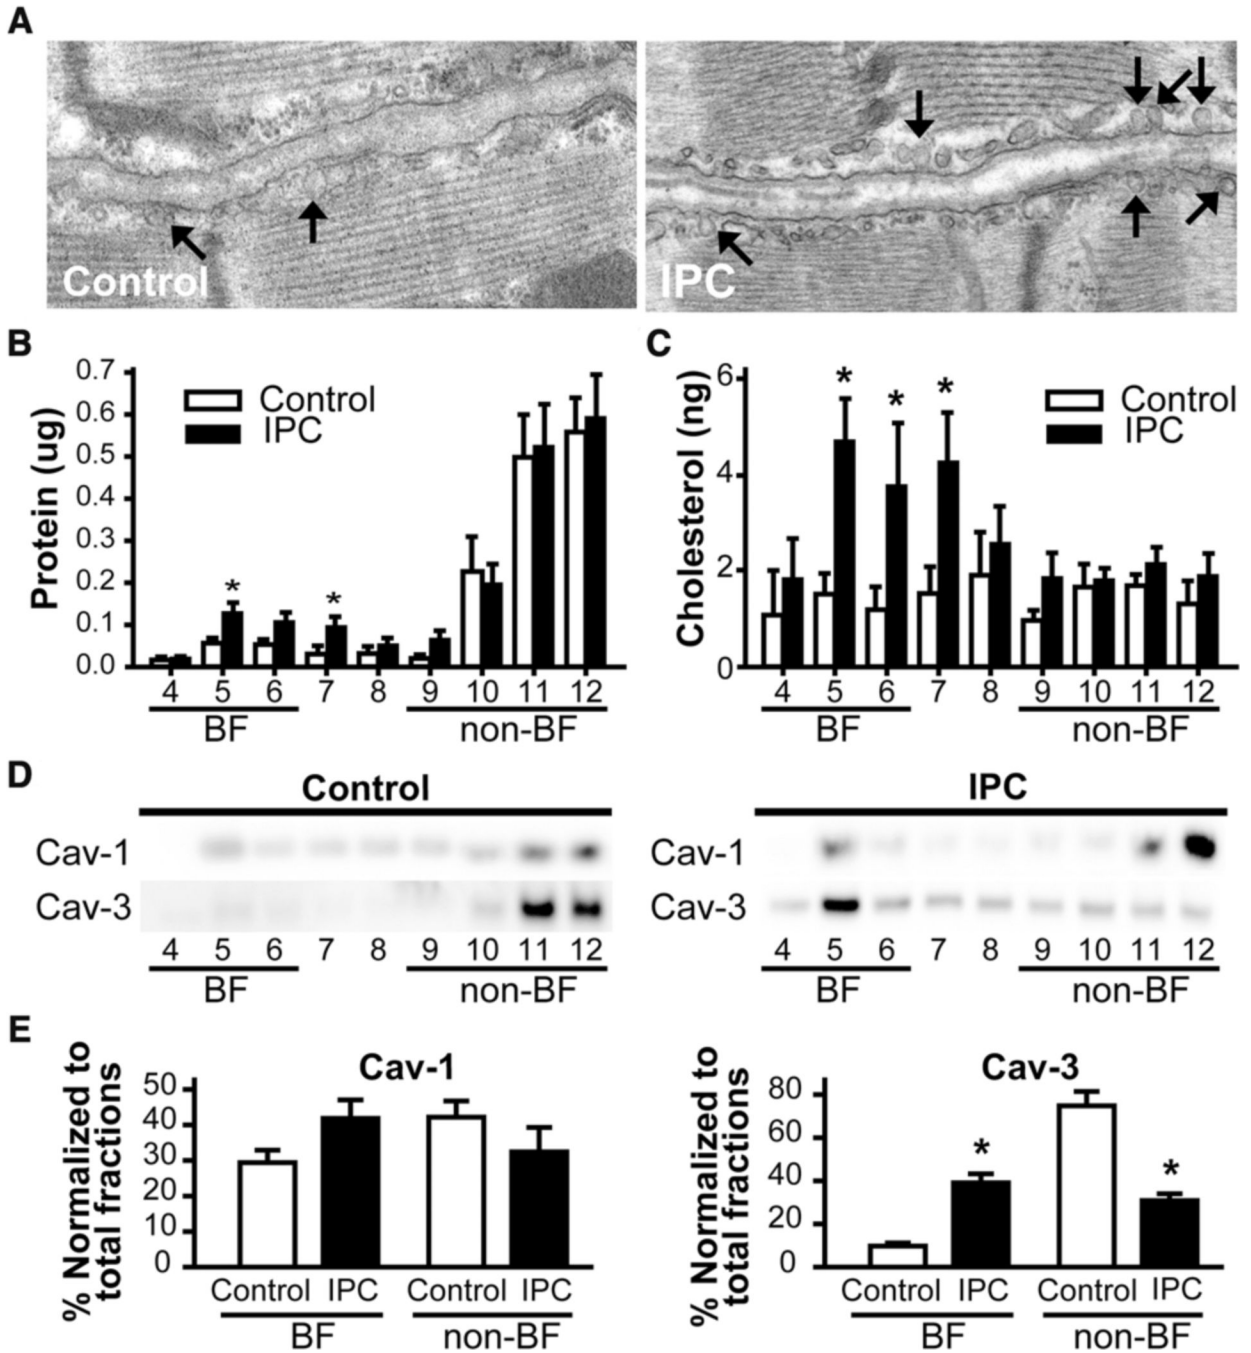 A
Control
IPC
B
Protein (ug)
0.7
0.6
0.5
0.4
0.3
0.2
0.1
0.0
Control
IPC
*
*
4 5 6 7 8 9 10 11 12
BF non-BF
C
Cholesterol (ng)
6
4
2
0
* * *
Control
IPC
4 5 6 7 8 9 10 11 12
BF non-BF
D
Control
Cav-1
Cav-3
4 5 6 7 8 9 10 11 12
BF non-BF
IPC
Cav-1
Cav-3
4 5 6 7 8 9 10 11 12
BF non-BF
E
% Normalized to
total fractions
Cav-1
50
40
30
20
10
0
Control IPC Control IPC
BF non-BF
% Normalized to
total fractions
Cav-3
80
60
40
20
0
*
*
Control IPC Control IPC
BF non-BF